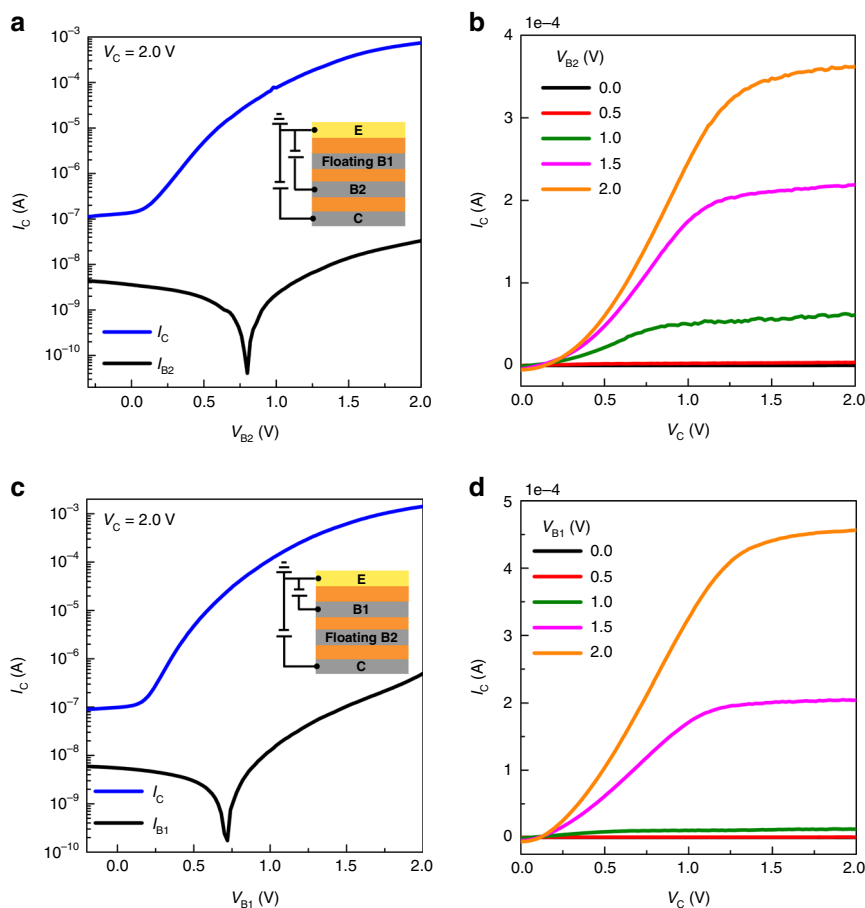 a
V_C = 2.0 V
10⁻³
10⁻⁴
10⁻⁵
10⁻⁶
10⁻⁷
10⁻⁸
10⁻⁹
10⁻¹⁰
I_C (A)
E
Floating B1
B2
C
I_C
I_B2
0.0
0.5
1.0
1.5
2.0
V_B2 (V)
b
1e–4
V_B2 (V)
0.0
0.5
1.0
1.5
2.0
4
2
0
I_C (A)
0.0
0.5
1.0
1.5
2.0
V_C (V)
c
V_C = 2.0 V
10⁻²
10⁻³
10⁻⁴
10⁻⁵
10⁻⁶
10⁻⁷
10⁻⁸
10⁻⁹
10⁻¹⁰
I_C (A)
E
B1
Floating B2
C
I_C
I_B1
0.0
0.5
1.0
1.5
2.0
V_B1 (V)
d
1e–4
V_B1 (V)
0.0
0.5
1.0
1.5
2.0
5
4
3
2
1
0
I_C (A)
0.0
0.5
1.0
1.5
2.0
V_C (V)